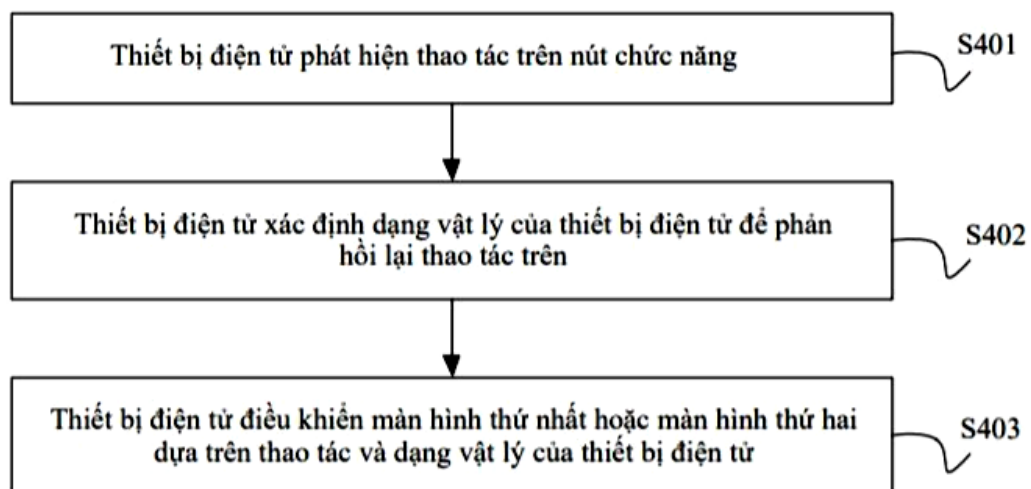 Thiết bị điện tử phát hiện thao tác trên nút chức năng
S401
Thiết bị điện tử xác định dạng vật lý của thiết bị điện tử để phản
hồi lại thao tác trên
S402
Thiết bị điện tử điều khiển màn hình thứ nhất hoặc màn hình thứ hai
dựa trên thao tác và dạng vật lý của thiết bị điện tử
S403